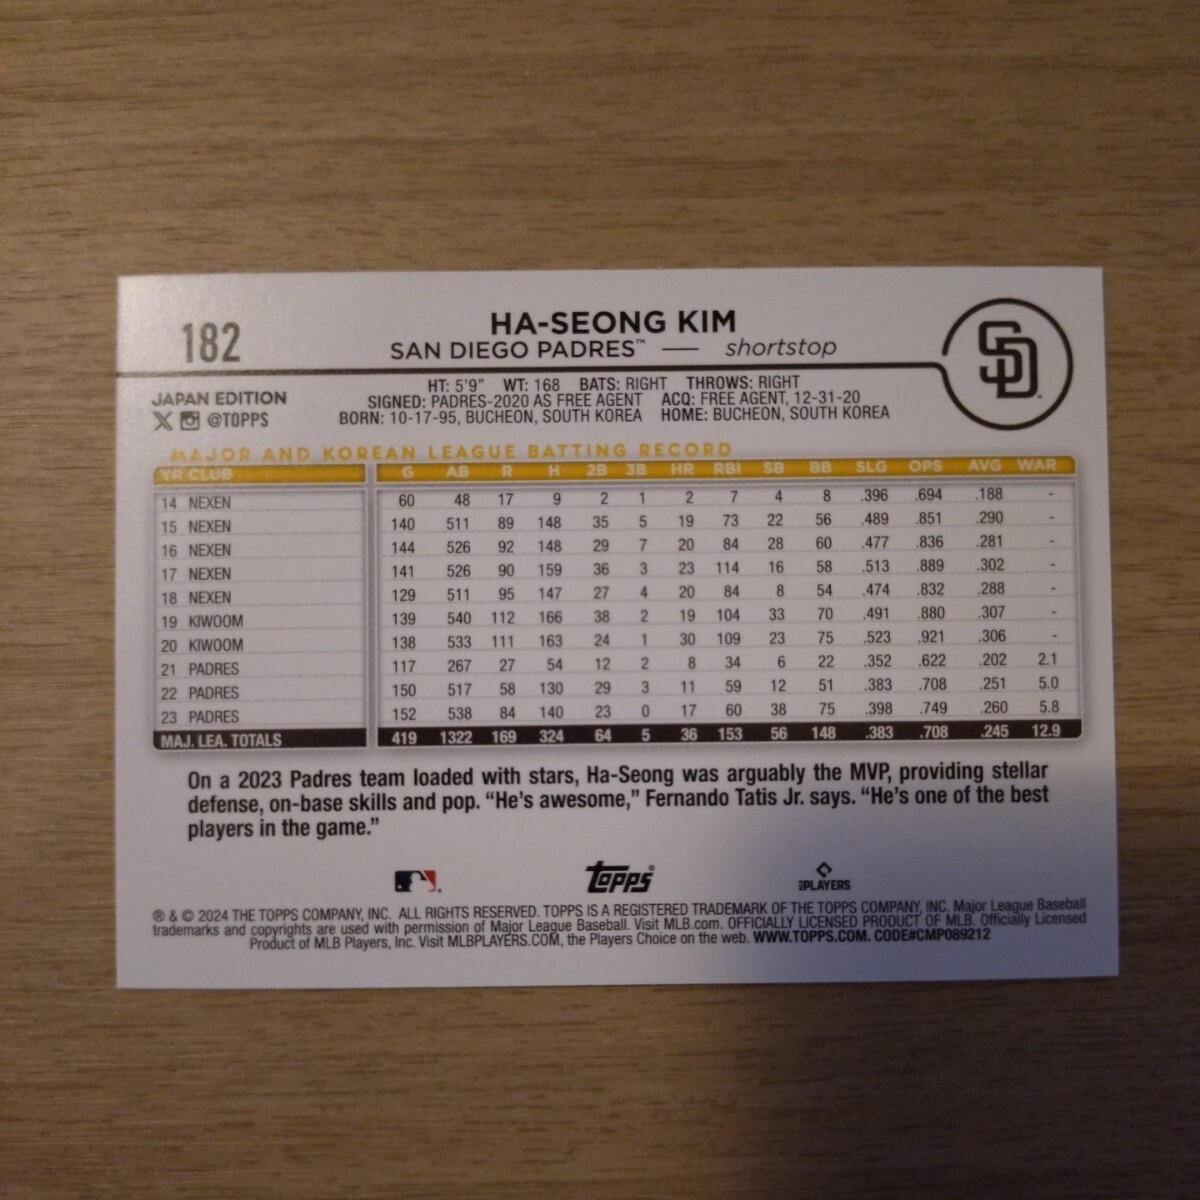 182
HA-SEONG KIM
SAN DIEGO PADRES™ — shortstop
SD
JAPAN EDITION
@TOPPS
HT: 5'9" WT: 168 BATS: RIGHT THROWS: RIGHT
SIGNED: PADRES-2020 AS FREE AGENT ACQ: FREE AGENT, 12-31-20
BORN: 10-17-95, BUCHEON, SOUTH KOREA HOME: BUCHEON, SOUTH KOREA
MAJOR AND KOREAN LEAGUE BATTING RECORD
YR CLUB G AB R H 2B 3B HR RBI SB BB SLG OPS AVG WAR
14 NEXEN 60 48 17 9 2 1 2 7 4 8 .396 .694 .188 -
15 NEXEN 140 511 89 148 35 5 19 73 22 56 .489 .851 .290 -
16 NEXEN 144 526 92 148 29 7 20 84 28 60 .477 .836 .281 -
17 NEXEN 141 526 90 159 36 3 23 114 16 58 .513 .889 .302 -
18 NEXEN 129 511 95 147 27 4 20 84 8 54 .474 .832 .288 -
19 KIWOOM 139 540 112 166 38 2 19 104 33 70 .491 .880 .307 -
20 KIWOOM 138 533 111 163 24 1 30 109 23 75 .523 .921 .306 -
21 PADRES 117 267 27 54 12 2 8 34 6 22 .352 .622 .202 2.1
22 PADRES 150 517 58 130 29 3 11 59 12 51 .383 .708 .251 5.0
23 PADRES 152 538 84 140 23 0 17 60 38 75 .398 .749 .260 5.8
MAJ. LEA. TOTALS 419 1322 169 324 64 5 36 153 56 148 .383 .708 .245 12.9
On a 2023 Padres team loaded with stars, Ha-Seong was arguably the MVP, providing stellar
defense, on-base skills and pop. “He’s awesome,” Fernando Tatis Jr. says. “He’s one of the best
players in the game.”
Topps®
MLB PLAYERS
® & © 2024 THE TOPPS COMPANY, INC. ALL RIGHTS RESERVED. TOPPS IS A REGISTERED TRADEMARK OF THE TOPPS COMPANY, INC. Major League Baseball
trademarks and copyrights are used with permission of Major League Baseball. Visit MLB.com. OFFICIALLY LICENSED PRODUCT OF MLB. Officially Licensed
Product of MLB Players, Inc. Visit MLBPLAYERS.COM, the Players Choice on the web. WWW.TOPPS.COM. CODE#CMP089212